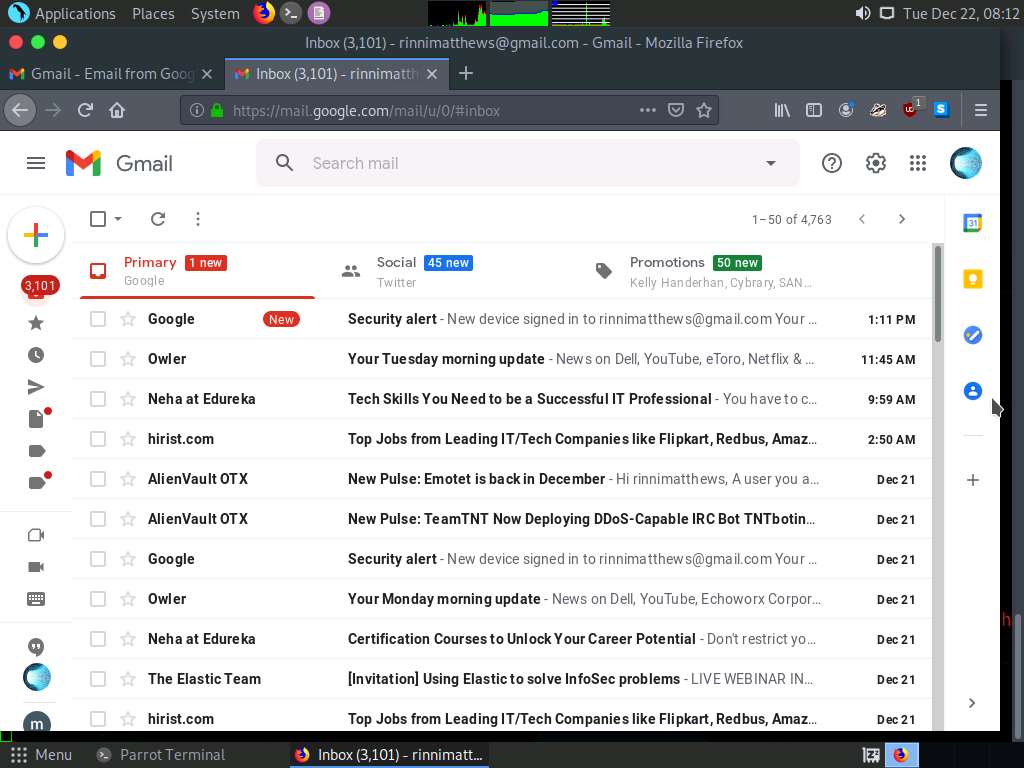 Applications Places System Tue Dec 22, 08:12
Inbox (3,101) - rinnimatthews@gmail.com - Gmail - Mozilla Firefox
Gmail - Email from Goog Inbox (3,101) - rinnimatth
https://mail.google.com/mail/u/0/#inbox 1
Gmail Search mail
1–50 of 4,763 31
Primary 1 new Social 45 new Promotions 50 new
Google Twitter Kelly Handerhan, Cybrary, SAN…
3,101
Google New Security alert - New device signed in to rinnimatthews@gmail.com Your … 1:11 PM
Owler Your Tuesday morning update - News on Dell, YouTube, eToro, Netflix & … 11:45 AM
Neha at Edureka Tech Skills You Need to be a Successful IT Professional - You have to c… 9:59 AM
hirist.com Top Jobs from Leading IT/Tech Companies like Flipkart, Redbus, Amaz… 2:50 AM
AlienVault OTX New Pulse: Emotet is back in December - Hi rinnimatthews, A user you a… Dec 21
AlienVault OTX New Pulse: TeamTNT Now Deploying DDoS-Capable IRC Bot TNTbotin… Dec 21
Google Security alert - New device signed in to rinnimatthews@gmail.com Your … Dec 21
Owler Your Monday morning update - News on Dell, YouTube, Echoworx Corpor… Dec 21
Neha at Edureka Certification Courses to Unlock Your Career Potential - Don't restrict yo… Dec 21
The Elastic Team [Invitation] Using Elastic to solve InfoSec problems - LIVE WEBINAR IN… Dec 21
hirist.com Top Jobs from Leading IT/Tech Companies like Flipkart, Redbus, Amaz… Dec 21
m
h
Menu Parrot Terminal Inbox (3,101) - rinnimatt…